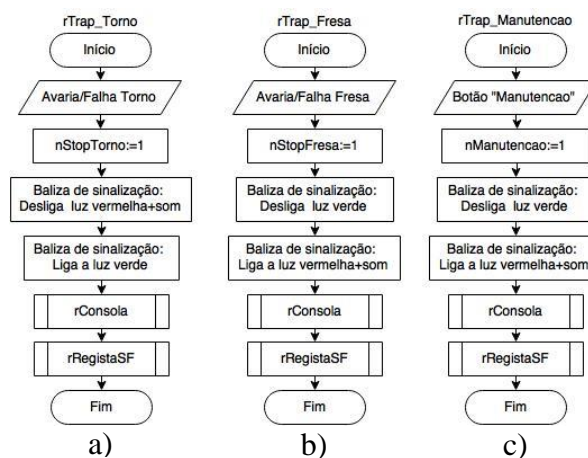 rTrap_Torno
Início
Avaria/Falha Torno
nStopTorno:=1
Baliza de sinalização:
Desliga luz vermelha+som
Baliza de sinalização:
Liga a luz verde
rConsola
rRegistaSF
Fim
a)
rTrap_Fresa
Início
Avaria/Falha Fresa
nStopFresa:=1
Baliza de sinalização:
Desliga luz verde
Baliza de sinalização:
Liga a luz vermelha+som
rConsola
rRegistaSF
Fim
b)
rTrap_Manutencao
Início
Botão "Manutencao"
nManutencao:=1
Baliza de sinalização:
Desliga luz verde
Baliza de sinalização:
Liga a luz vermelha+som
rConsola
rRegistaSF
Fim
c)